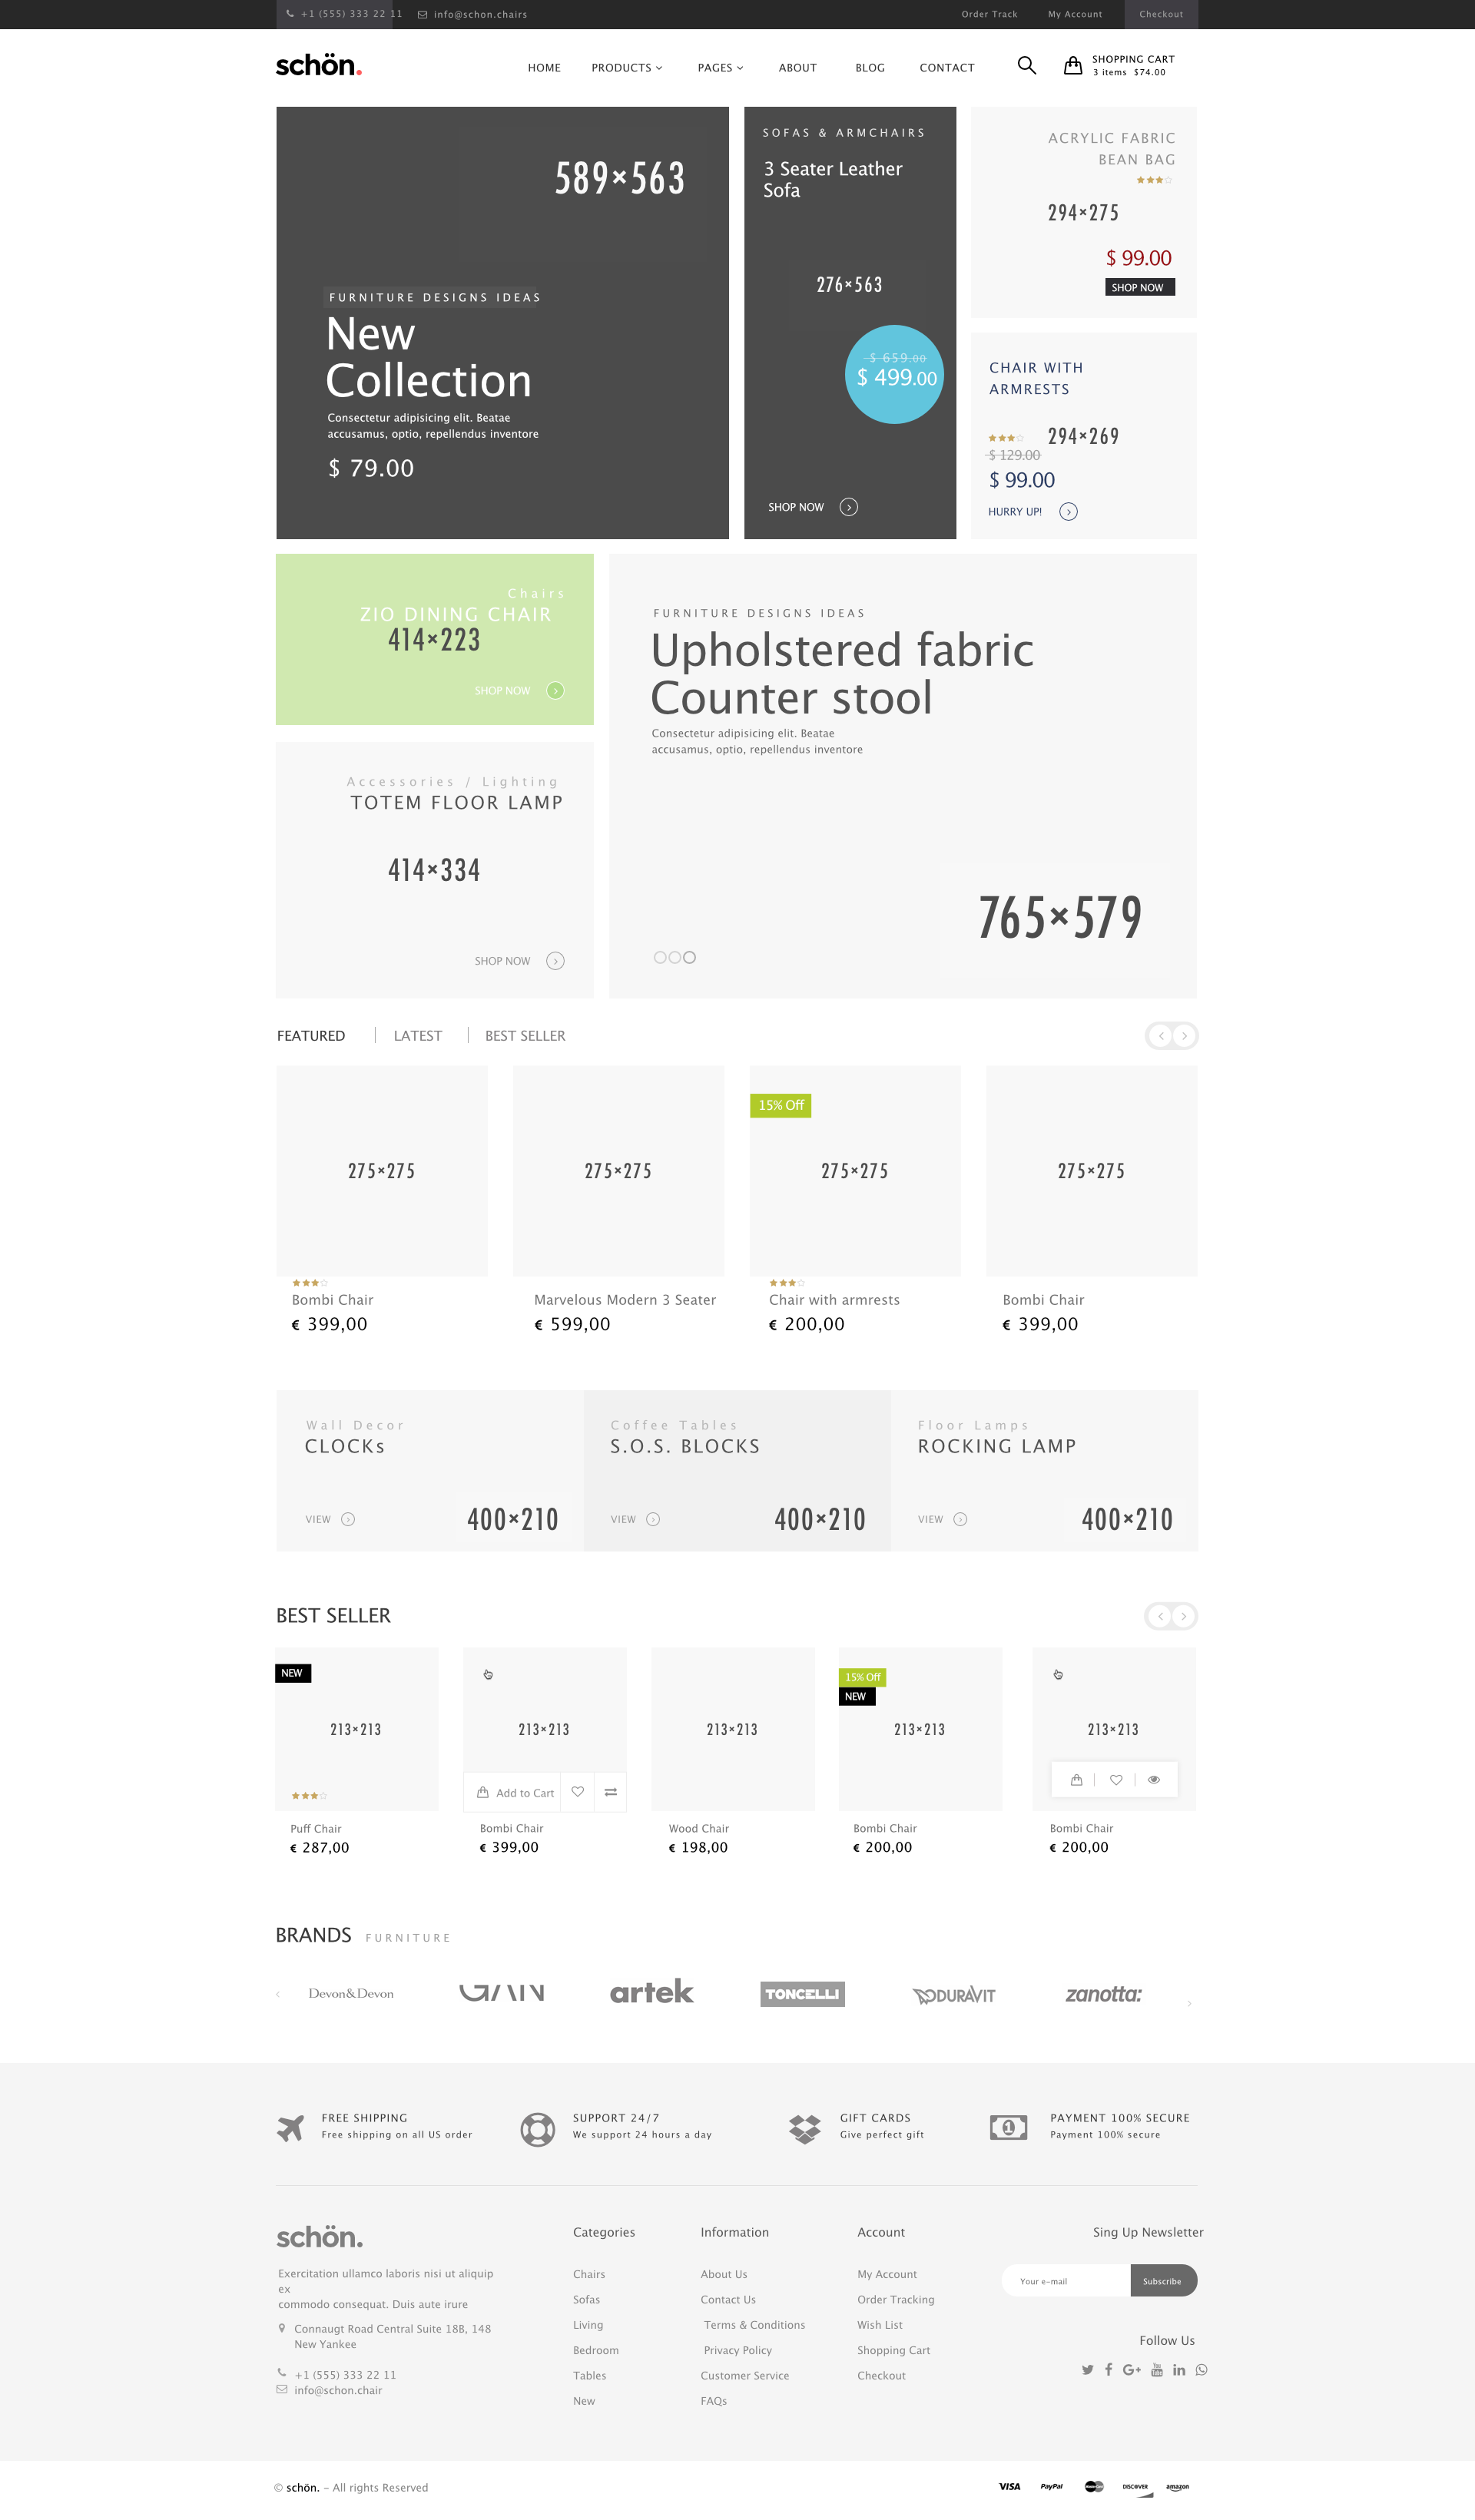 +1 (555) 333 22 11
info@schon.chairs
Order Track
My Account
Checkout
schön.
HOME
PRODUCTS
PAGES
ABOUT
BLOG
CONTACT
SHOPPING CART
3 items $74.00
589×563
FURNITURE DESIGNS IDEAS
New
Collection
Consectetur adipisicing elit. Beatae
accusamus, optio, repellendus inventore
$ 79.00
SOFAS & ARMCHAIRS
3 Seater Leather
Sofa
276×563
$ 659.00
$ 499.00
SHOP NOW
ACRYLIC FABRIC
BEAN BAG
294×275
$ 99.00
SHOP NOW
CHAIR WITH
ARMRESTS
294×269
$ 129.00
$ 99.00
HURRY UP!
Chairs
ZIO DINING CHAIR
414×223
SHOP NOW
Accessories / Lighting
TOTEM FLOOR LAMP
414×334
SHOP NOW
FURNITURE DESIGNS IDEAS
Upholstered fabric
Counter stool
Consectetur adipisicing elit. Beatae
accusamus, optio, repellendus inventore
765×579
FEATURED
LATEST
BEST SELLER
275×275
275×275
15% Off
275×275
275×275
Bombi Chair
€ 399,00
Marvelous Modern 3 Seater
€ 599,00
Chair with armrests
€ 200,00
Bombi Chair
€ 399,00
Wall Decor
CLOCKs
VIEW
400×210
Coffee Tables
S.O.S. BLOCKS
VIEW
400×210
Floor Lamps
ROCKING LAMP
VIEW
400×210
BEST SELLER
NEW
213×213
Puff Chair
€ 287,00
213×213
Add to Cart
Bombi Chair
€ 399,00
213×213
Wood Chair
€ 198,00
15% Off
NEW
213×213
Bombi Chair
€ 200,00
213×213
Bombi Chair
€ 200,00
BRANDS
FURNITURE
Devon&Devon
GAN
artek
TONCELLI
DURAVIT
zanotta:
FREE SHIPPING
Free shipping on all US order
SUPPORT 24/7
We support 24 hours a day
GIFT CARDS
Give perfect gift
PAYMENT 100% SECURE
Payment 100% secure
schön.
Exercitation ullamco laboris nisi ut aliquip
ex
commodo consequat. Duis aute irure
Connaugt Road Central Suite 18B, 148
New Yankee
+1 (555) 333 22 11
info@schon.chair
Categories
Chairs
Sofas
Living
Bedroom
Tables
New
Information
About Us
Contact Us
Terms & Conditions
Privacy Policy
Customer Service
FAQs
Account
My Account
Order Tracking
Wish List
Shopping Cart
Checkout
Sing Up Newsletter
Your e-mail
Subscribe
Follow Us
© schön. - All rights Reserved
VISA
PayPal
DISCOVER
amazon